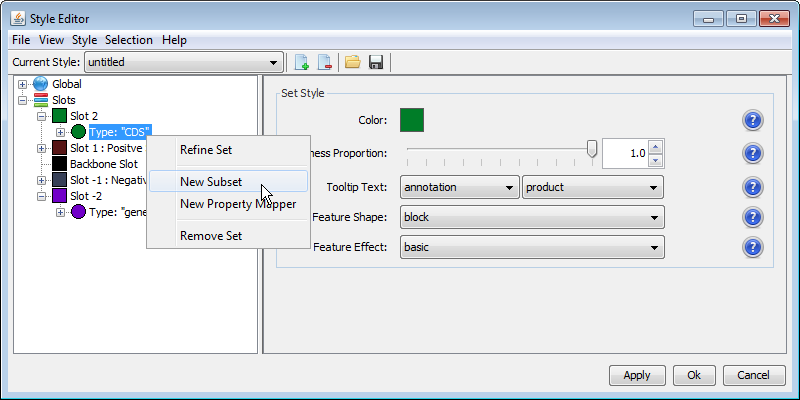 Style Editor
File View Style Selection Help
Current Style: untitled
Global
Slots
Slot 2
Type: "CDS"
Slot 1 : Positve
Backbone Slot
Slot -1 : Negativ
Slot -2
Type: "gene
Refine Set
New Subset
New Property Mapper
Remove Set
Set Style
Color:
ness Proportion: 1.0
Tooltip Text: annotation product
Feature Shape: block
Feature Effect: basic
Apply Ok Cancel